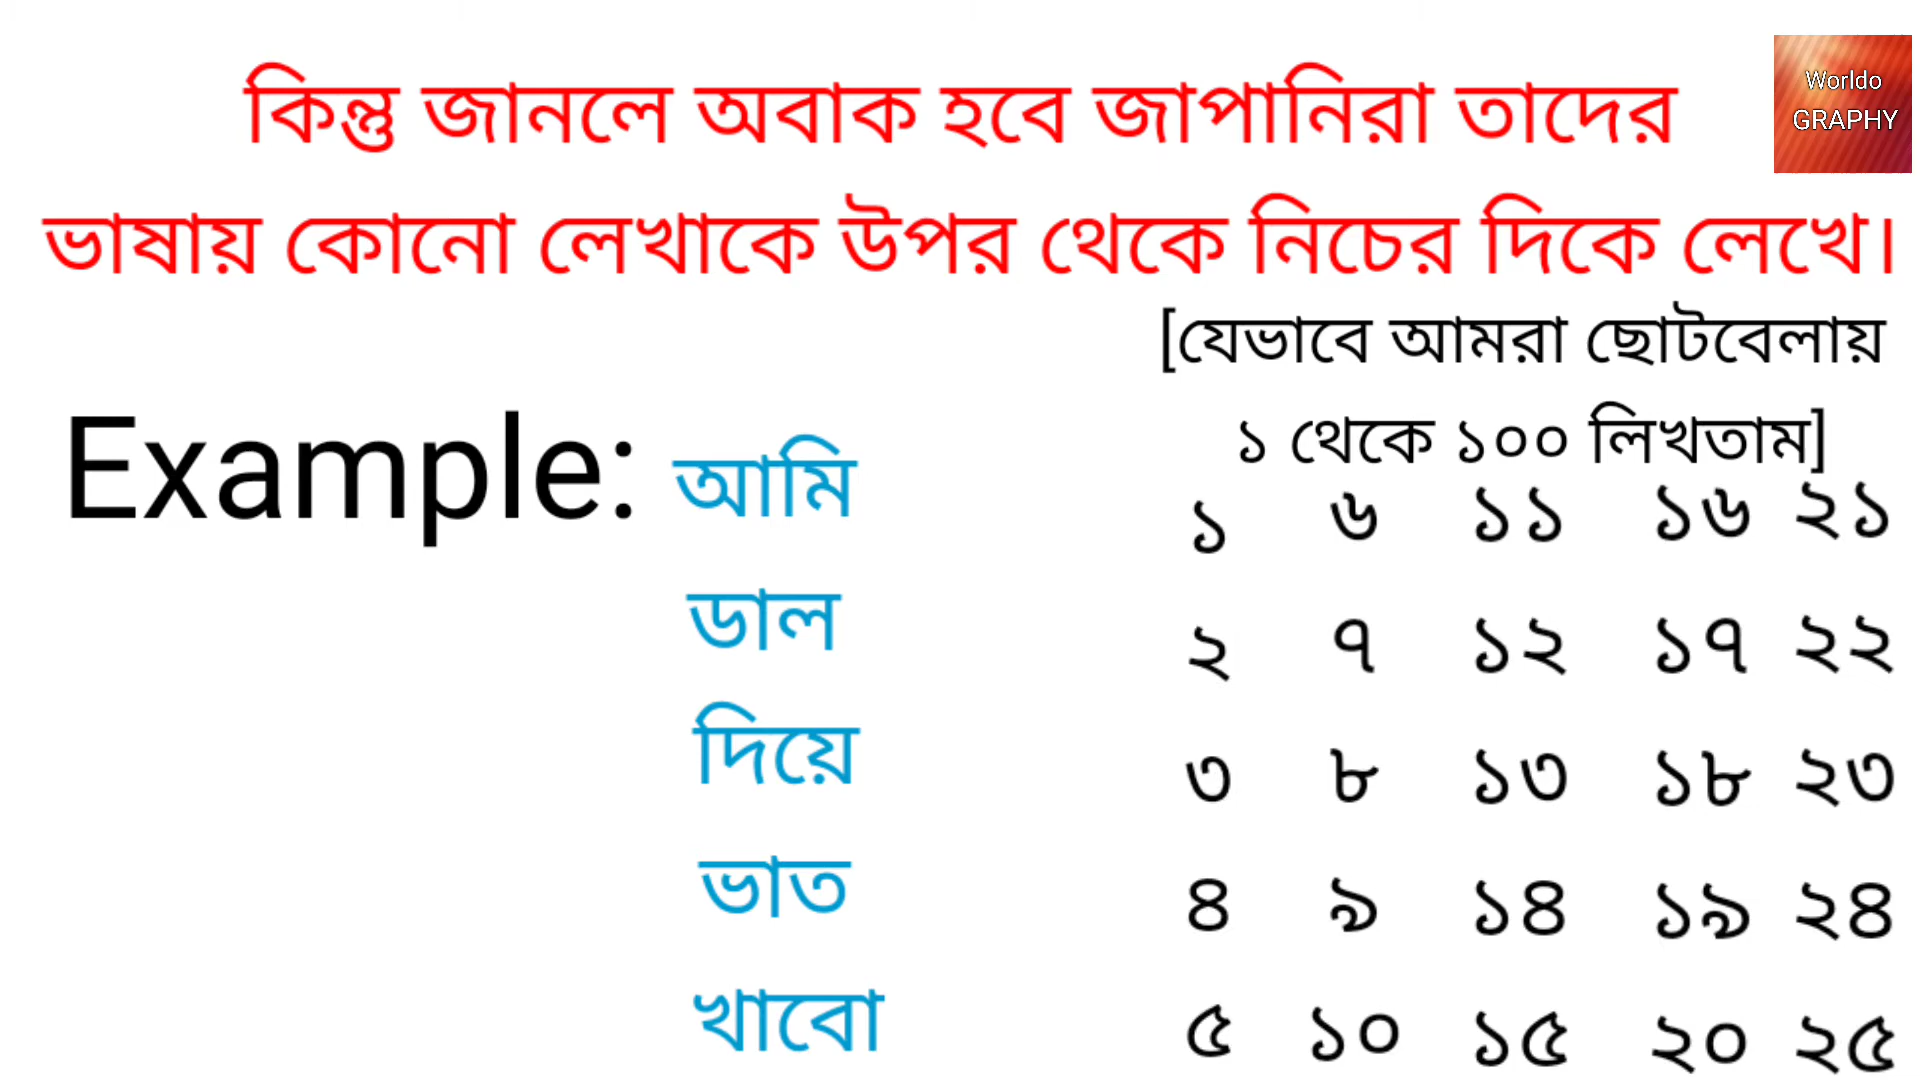 কিন্তু জানলে অবাক হবে জাপানিরা তাদের
ভাষায় কোনো লেখাকে উপর থেকে নিচের দিকে লেখে।
Worldo
GRAPHY
[যেভাবে আমরা ছোটবেলায়
১ থেকে ১০০ লিখতাম]
Example: আমি
ডাল
দিয়ে
ভাত
খাবো
১ ৬ ১১ ১৬ ২১
২ ৭ ১২ ১৭ ২২
৩ ৮ ১৩ ১৮ ২৩
৪ ৯ ১৪ ১৯ ২৪
৫ ১০ ১৫ ২০ ২৫